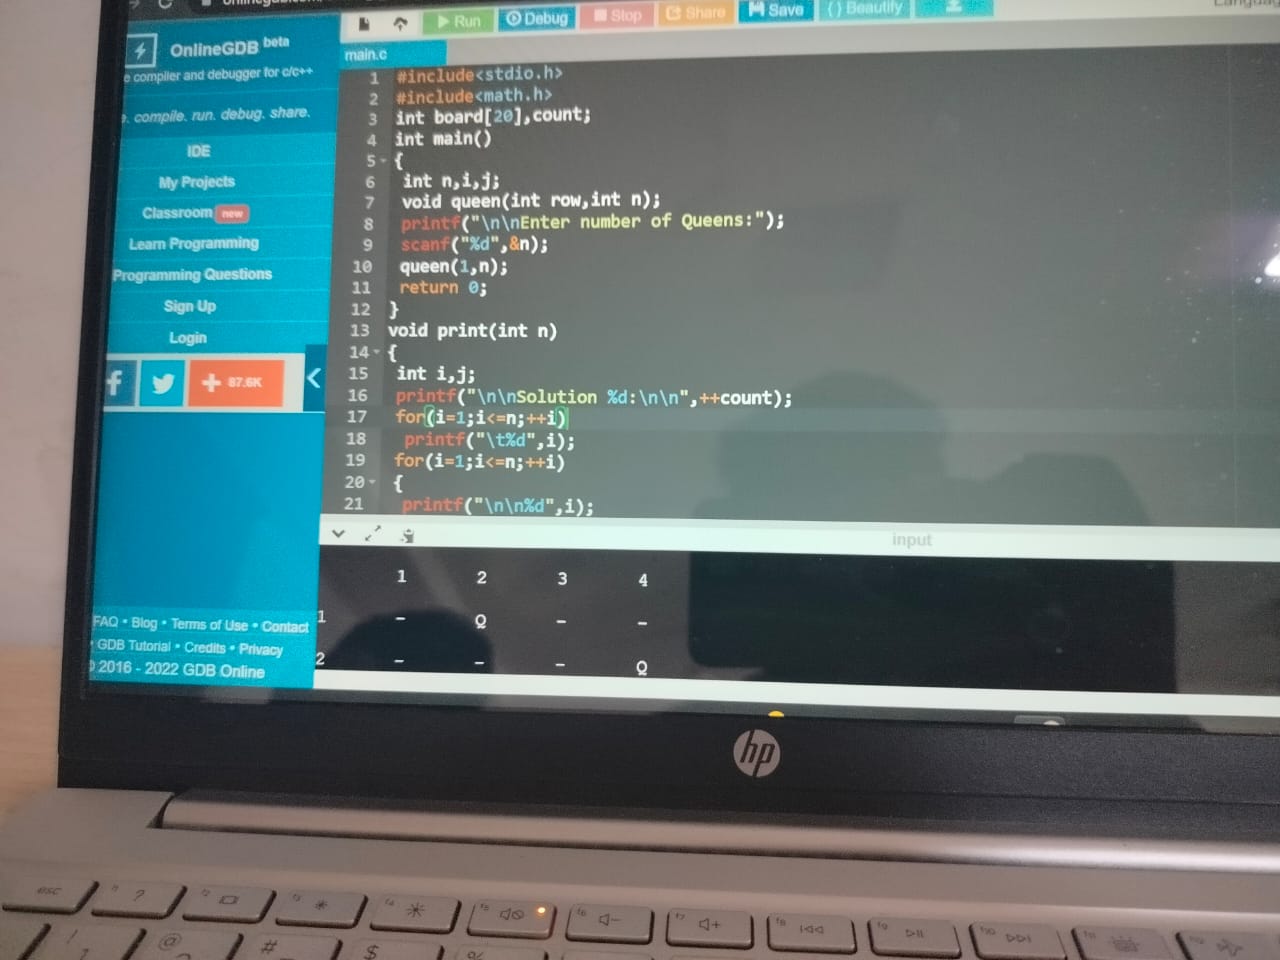 Run Debug Stop Share Save { } Beautify
OnlineGDB beta
e compiler and debugger for c/c++
. compile. run. debug. share.
IDE
My Projects
Classroom new
Learn Programming
Programming Questions
Sign Up
Login
f + 87.6K
FAQ • Blog • Terms of Use • Contact
• GDB Tutorial • Credits • Privacy
2016 - 2022 GDB Online
main.c
1 #include<stdio.h>
2 #include<math.h>
3 int board[20],count;
4 int main()
5 {
6 int n,i,j;
7 void queen(int row,int n);
8 printf("\n\nEnter number of Queens:");
9 scanf("%d",&n);
10 queen(1,n);
11 return 0;
12 }
13 void print(int n)
14 {
15 int i,j;
16 printf("\n\nSolution %d:\n\n",++count);
17 for(i=1;i<=n;++i)
18 printf("\t%d",i);
19 for(i=1;i<=n;++i)
20 {
21 printf("\n\n%d",i);
input
1 2 3 4
1 - Q - -
2 - - - Q
hp
esc ?
! @ # $ %